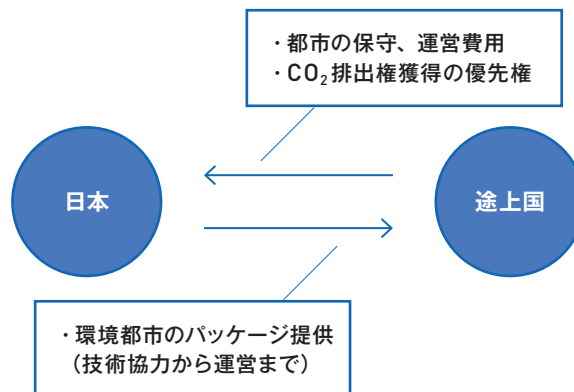 ・都市の保守、運営費用
・CO₂排出権獲得の優先権
日本
途上国
・環境都市のパッケージ提供
（技術協力から運営まで）